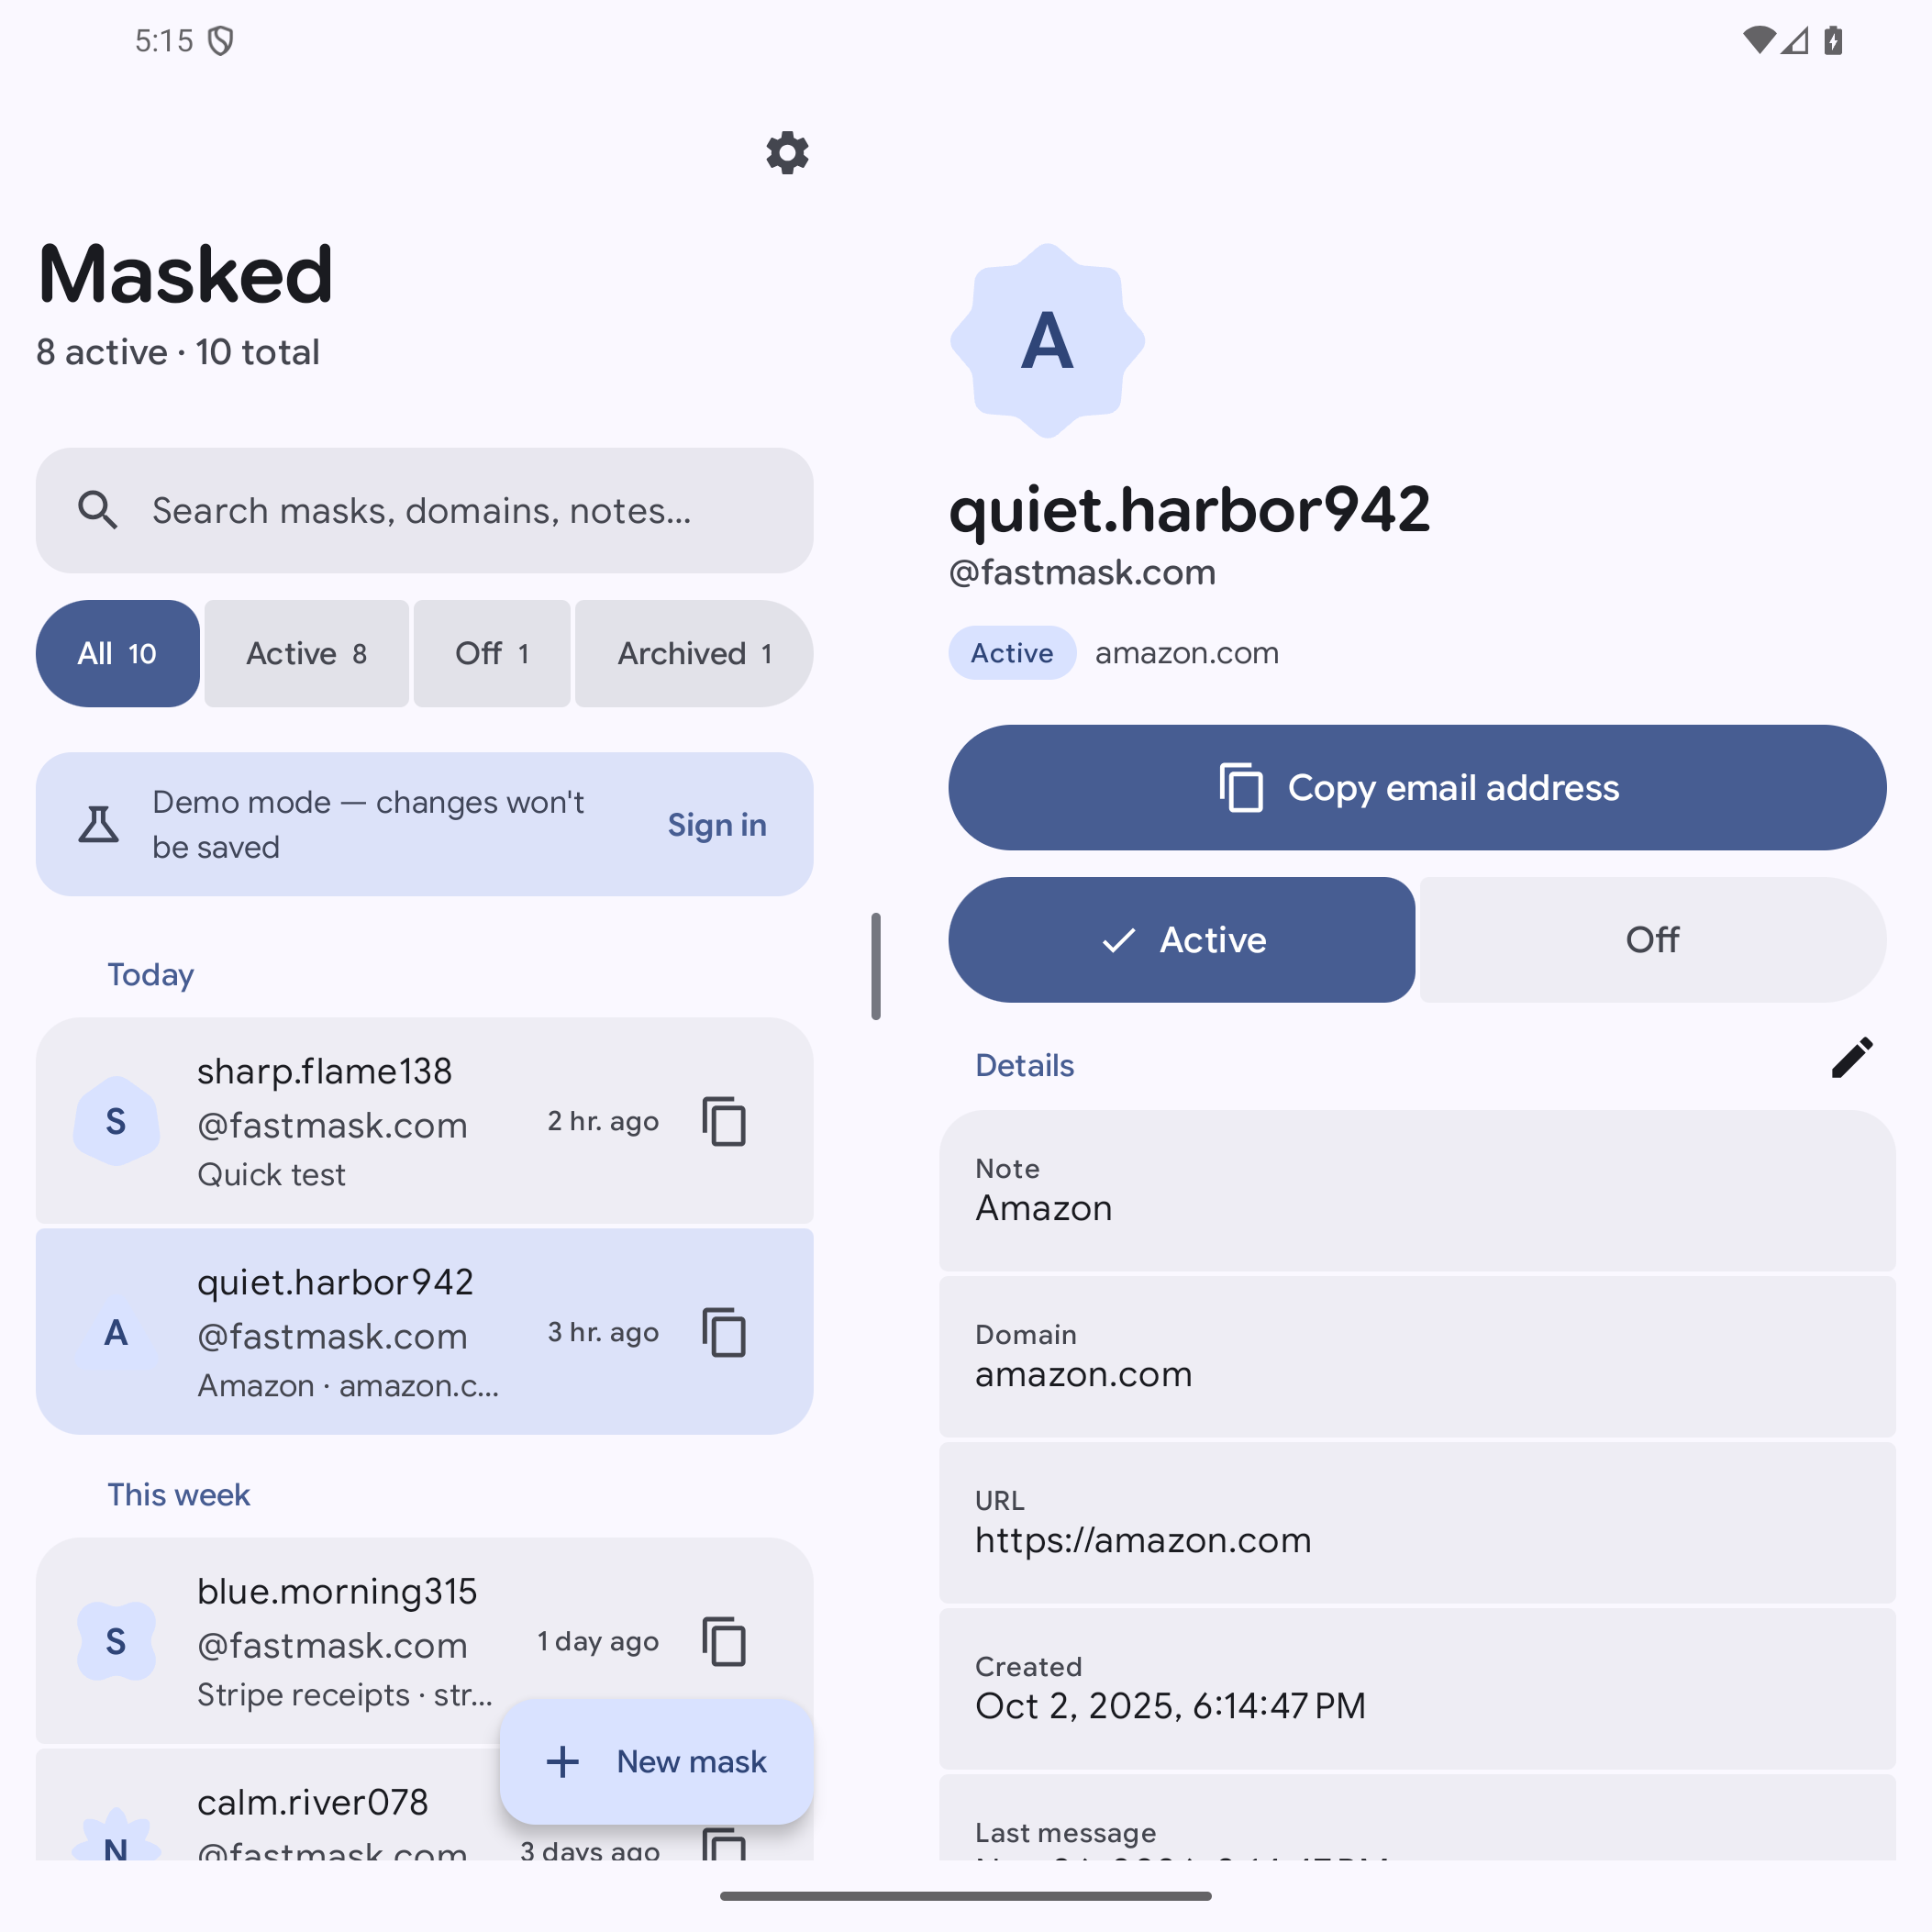 5:15
Masked
8 active · 10 total
Search masks, domains, notes...
All 10
Active 8
Off 1
Archived 1
Demo mode — changes won't
be saved
Sign in
Today
S
sharp.flame138
@fastmask.com
Quick test
2 hr. ago
A
quiet.harbor942
@fastmask.com
Amazon · amazon.c...
3 hr. ago
This week
S
blue.morning315
@fastmask.com
Stripe receipts · str...
1 day ago
New mask
N
calm.river078
@fastmask.com
3 days ago
A
quiet.harbor942
@fastmask.com
Active
amazon.com
Copy email address
Active
Off
Details
Note
Amazon
Domain
amazon.com
URL
https://amazon.com
Created
Oct 2, 2025, 6:14:47 PM
Last message